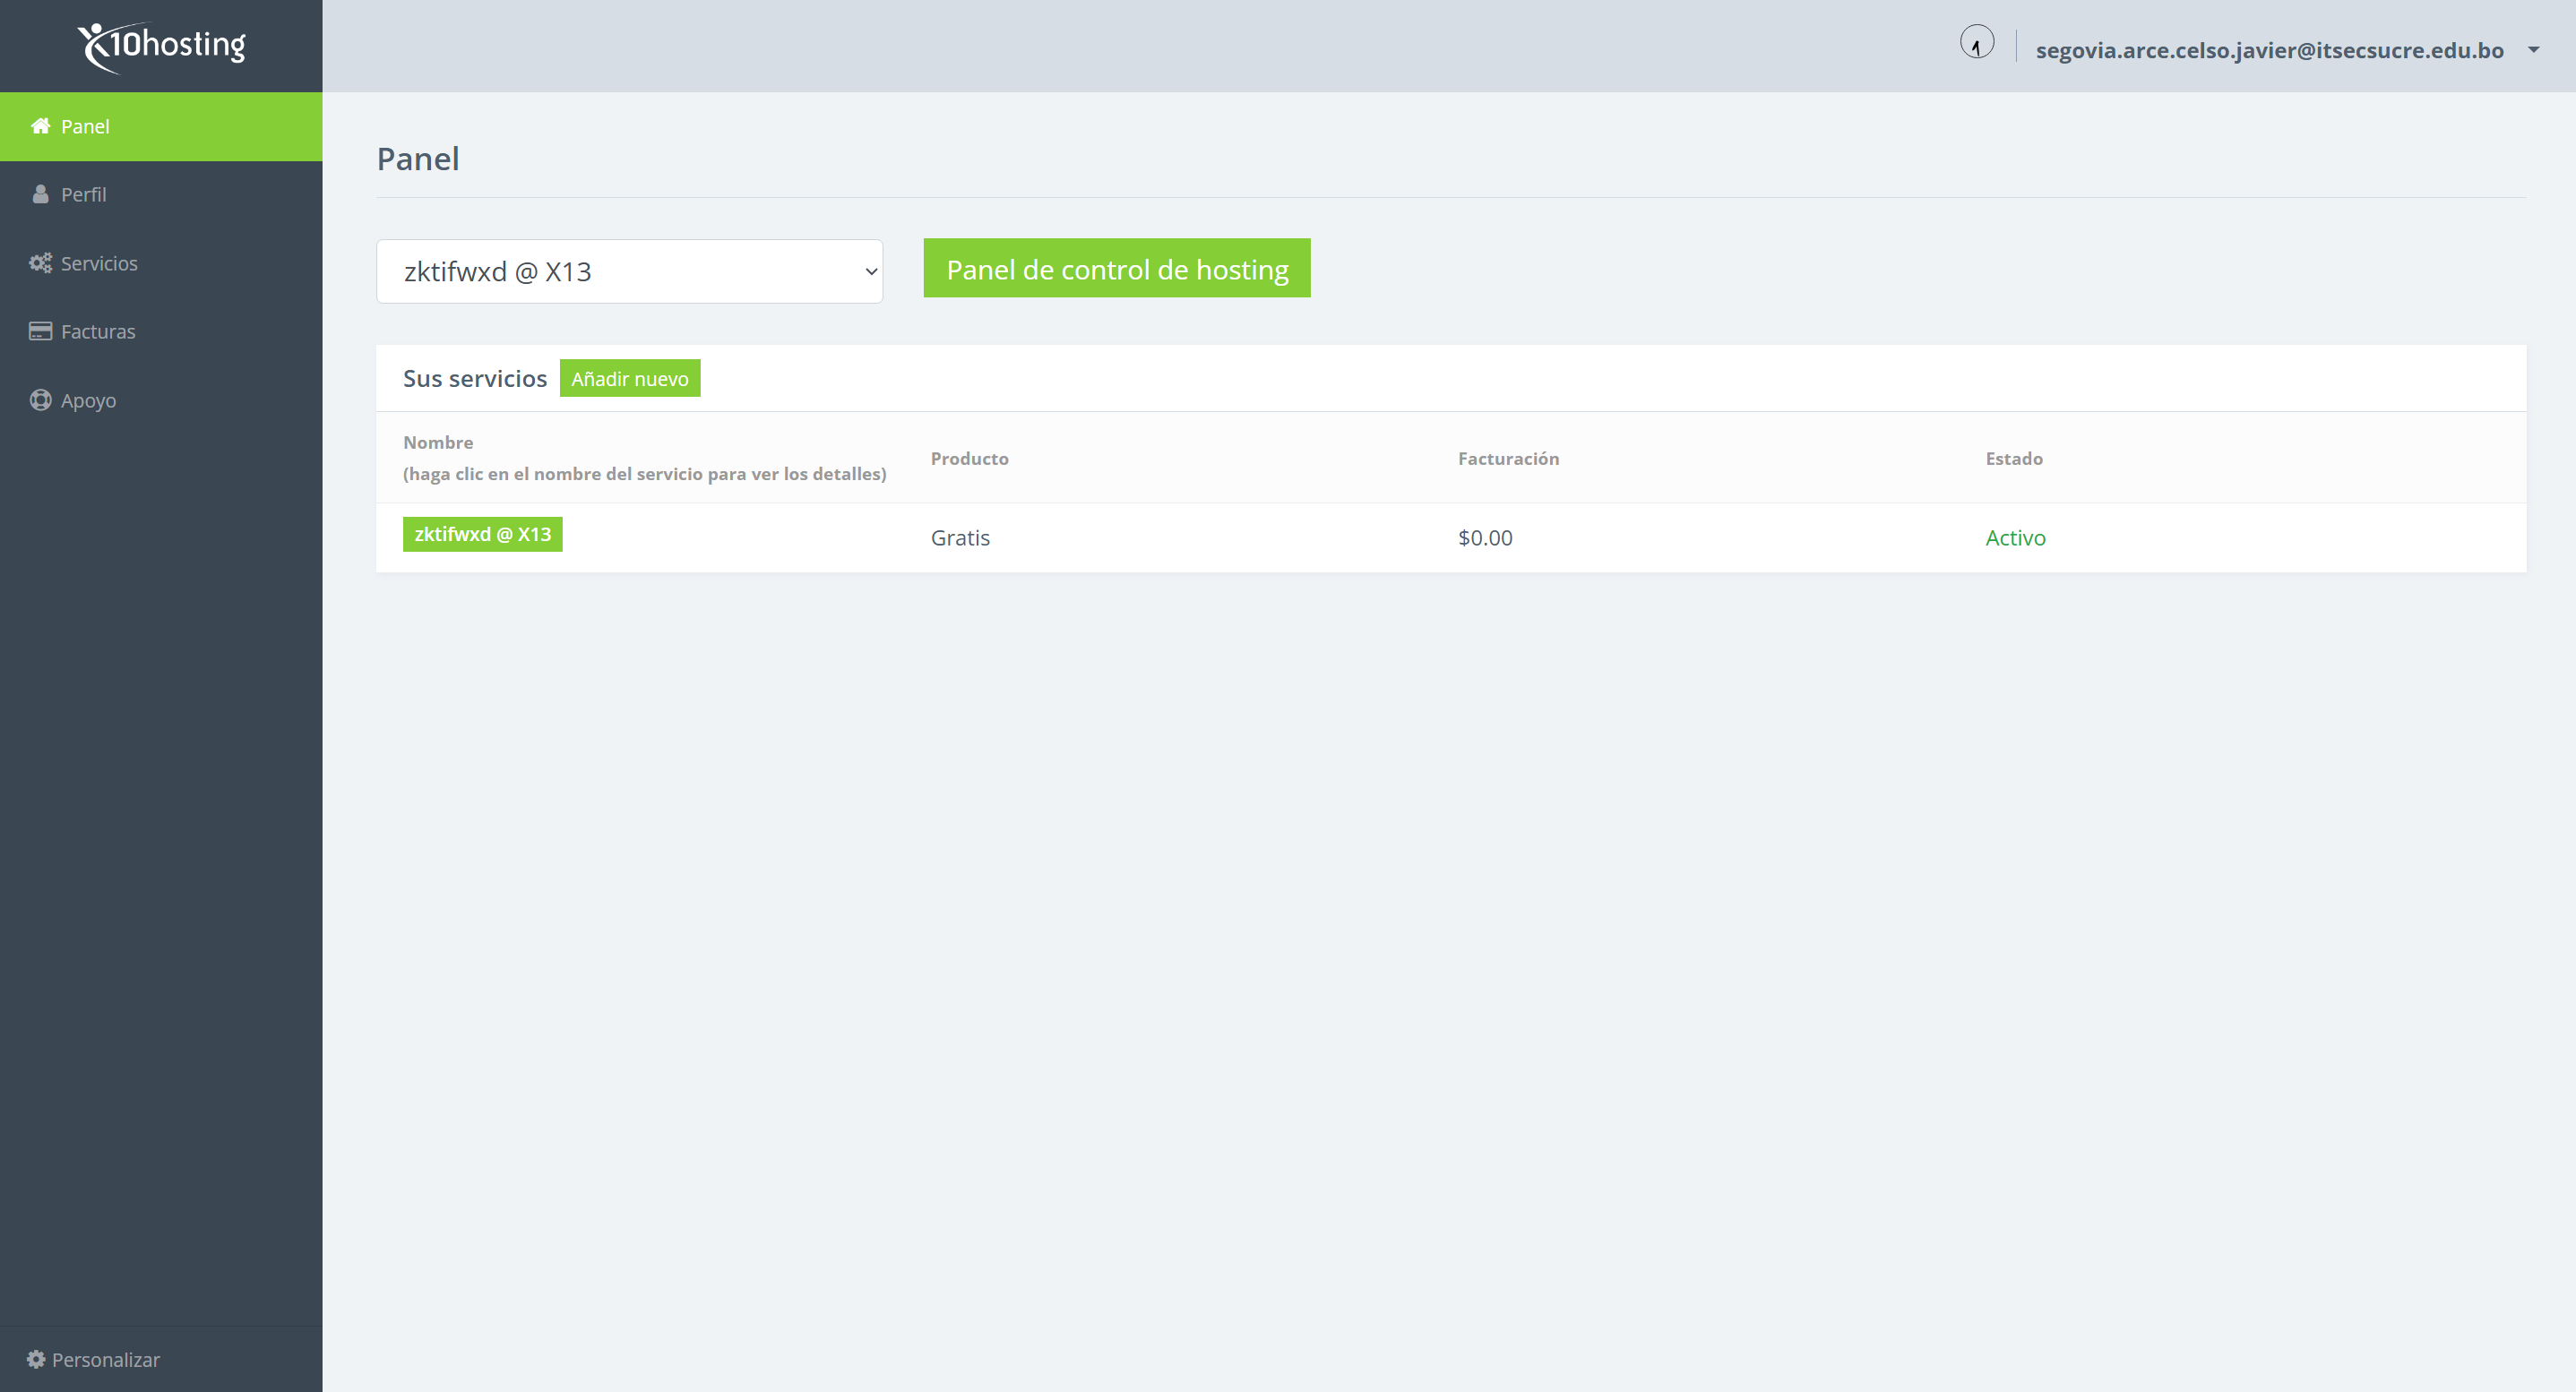 x10hosting
segovia.arce.celso.javier@itsecsucre.edu.bo
Panel
Perfil
Servicios
Facturas
Apoyo
Personalizar
Panel
zktifwxd @ X13
Panel de control de hosting
Sus servicios Añadir nuevo
Nombre
(haga clic en el nombre del servicio para ver los detalles)
Producto
Facturación
Estado
zktifwxd @ X13
Gratis
$0.00
Activo